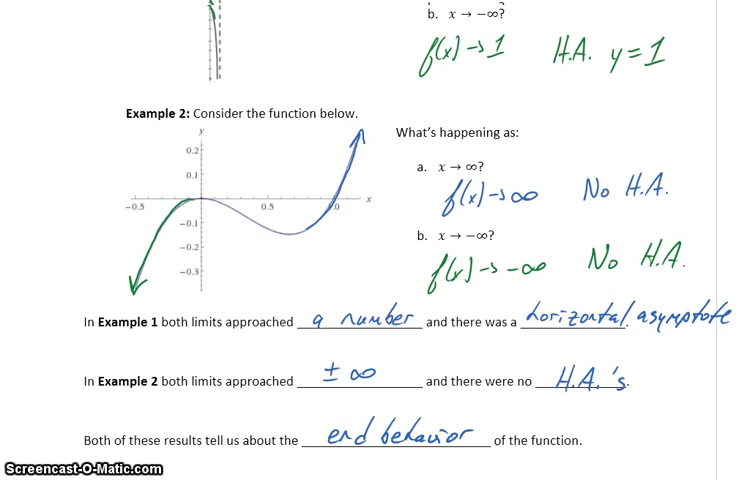 b. x → −∞?
f(x) → 1 H.A. y = 1
Example 2: Consider the function below.
y
What's happening as:
0.2
0.1
a. x → ∞?
f(x) → ∞ No H.A.
−0.5 0.5 1.0 x
−0.1
−0.2
−0.3
b. x → −∞?
f(x) → −∞ No H.A.
In Example 1 both limits approached a number and there was a horizontal asymptote.
In Example 2 both limits approached ± ∞ and there were no H.A.'s.
Both of these results tell us about the end behavior of the function.
Screencast-O-Matic.com